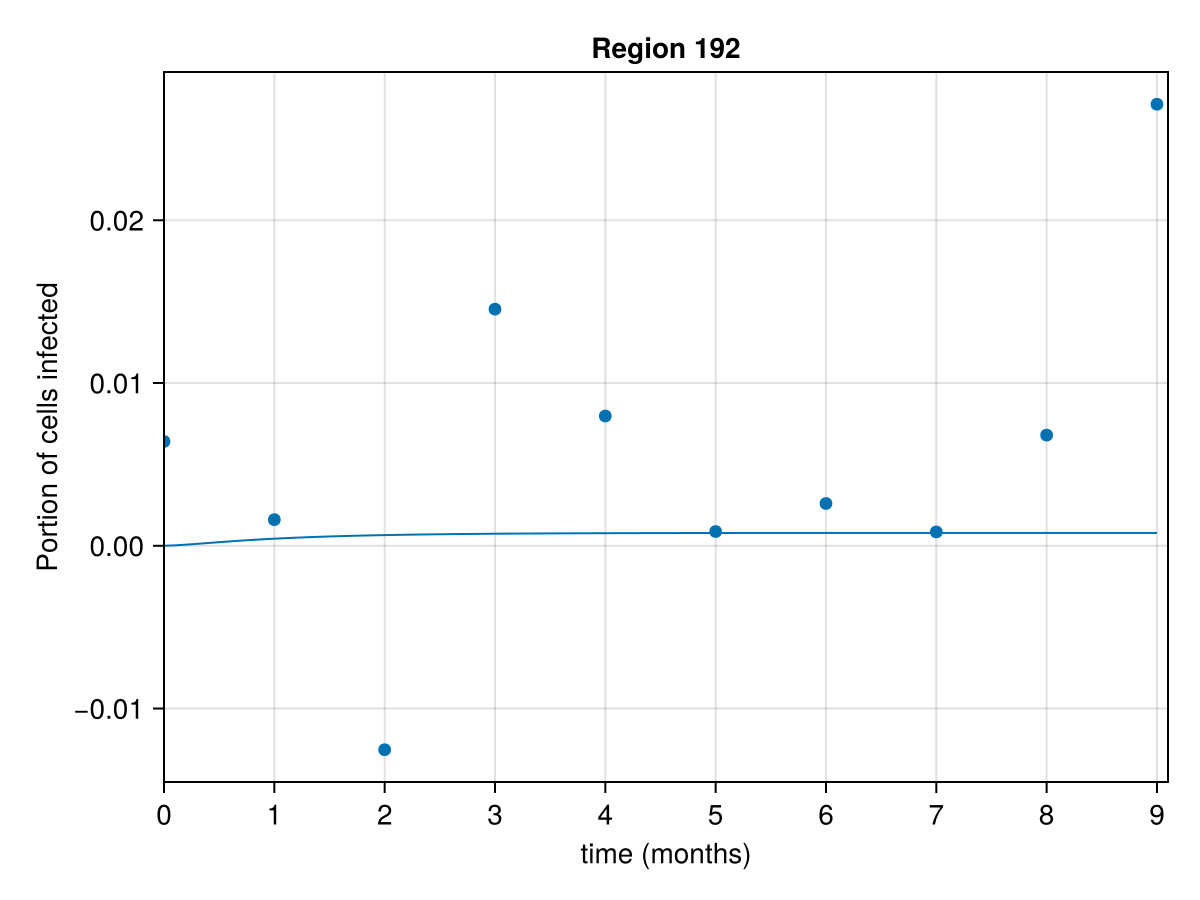 Region 192
Portion of cells infected
0.02
0.01
0.00
−0.01
0 1 2 3 4 5 6 7 8 9
time (months)